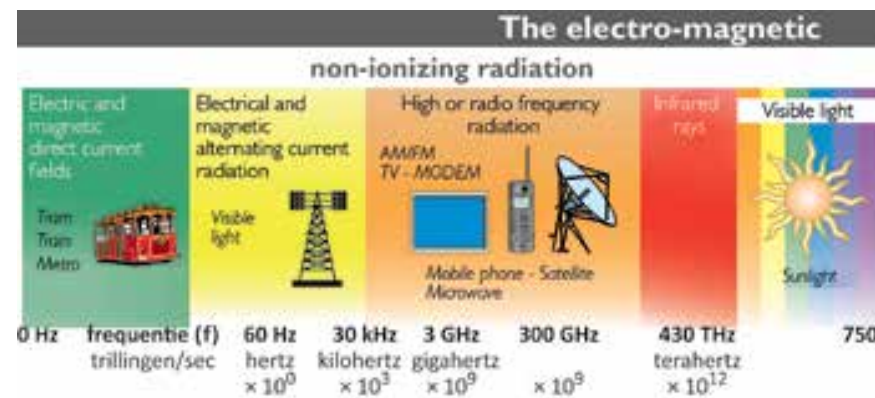 The electro-magnetic
non-ionizing radiation
Electric and
magnetic
direct current
fields
Tram
Tram
Metro
Electrical and
magnetic
alternating current
radiation
Visible
light
High or radio frequency
radiation
AM/FM
TV - MODEM
Mobile phone - Satellite
Microwave
Infrared
rays
Visible light
Sunlight
0 Hz frequentie (f) 60 Hz 30 kHz 3 GHz 300 GHz 430 THz 750
trillingen/sec hertz kilohertz gigahertz terahertz
× 10⁰ × 10³ × 10⁹ × 10⁹ × 10¹²